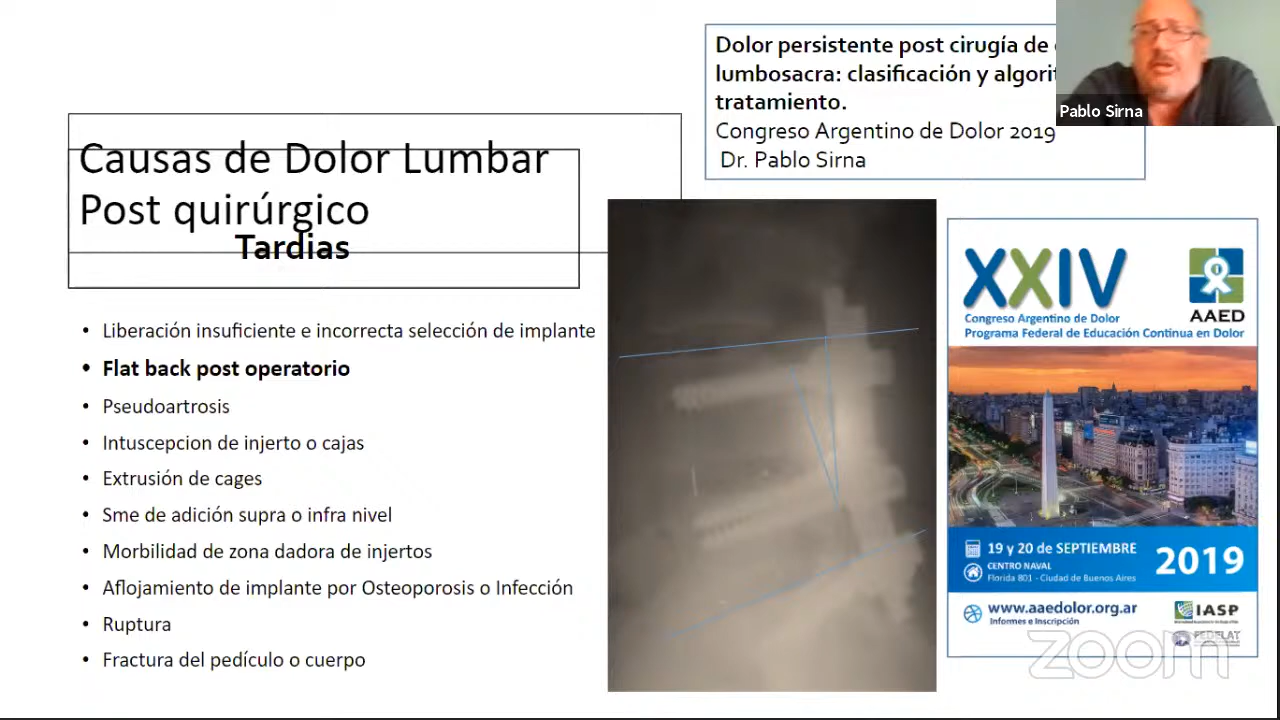 Dolor persistente post cirugía de
lumbosacra: clasificación y
tratamiento.
Congreso Argentino de Dolor 2019
Dr. Pablo Sirna
Pablo Sirna
Causas de Dolor Lumbar
Post quirúrgico
Tardias
• Liberación insuficiente e incorrecta selección de implante
• Flat back post operatorio
• Pseudoartrosis
• Intuscepcion de injerto o cajas
• Extrusión de cages
• Sme de adición supra o infra nivel
• Morbilidad de zona dadora de injertos
• Aflojamiento de implante por Osteoporosis o Infección
• Ruptura
• Fractura del pedículo o cuerpo
XXIV
AAED
Congreso Argentino de Dolor
Programa Federal de Educación Continua en Dolor
19 y 20 de SEPTIEMBRE
2019
CENTRO NAVAL
Florida 801 - Ciudad de Buenos Aires
www.aaedolor.org.ar
Informes e Inscripción
IASP
FEDELAT
zoom